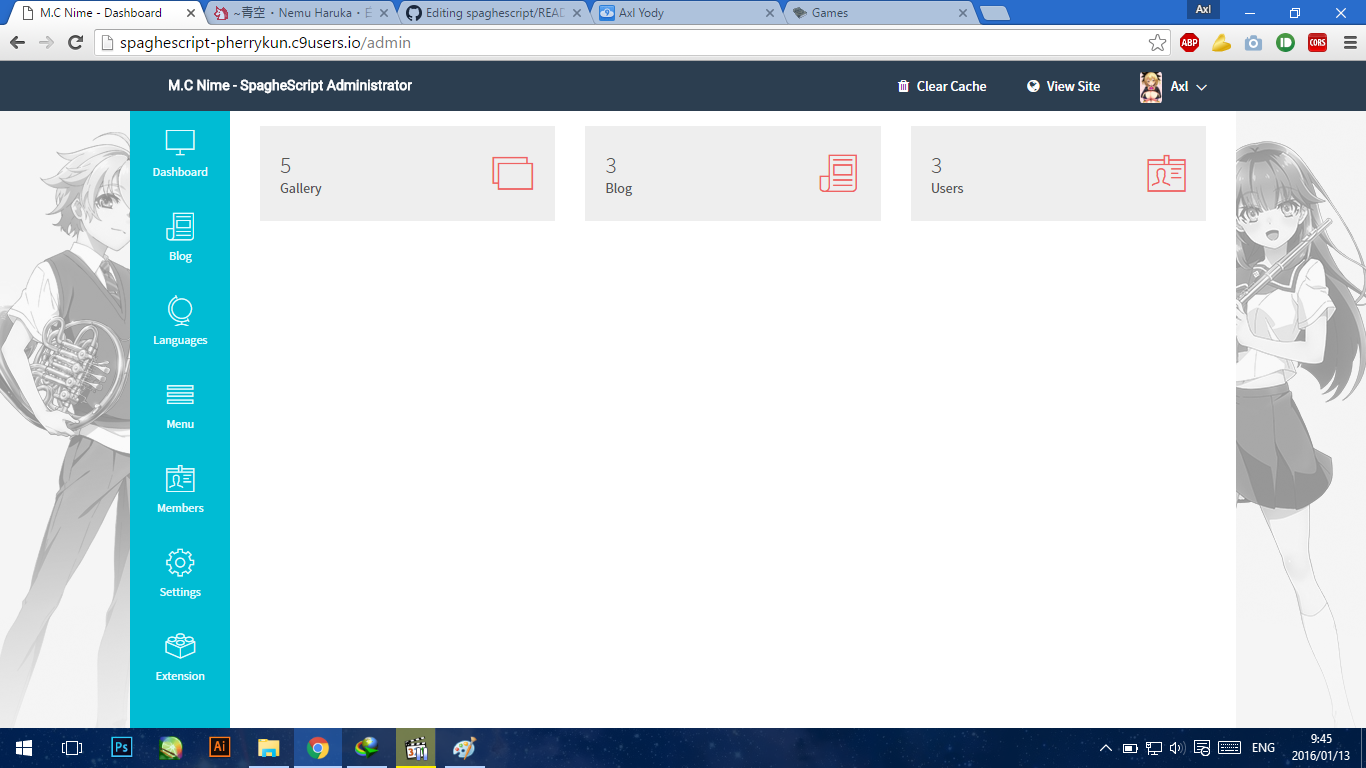 Axl
M.C Nime - Dashboard
~青空・Nemu Haruka・
Editing spaghescript/READ
Axl Yody
Games
spaghescript-pherrykun.c9users.io/admin
ABP
CORS
M.C Nime - SpagheScript Administrator
Clear Cache
View Site
Axl
Dashboard
Blog
Languages
Menu
Members
Settings
Extension
5
Gallery
3
Blog
3
Users
Ps
Ai
ENG
9:45
2016/01/13